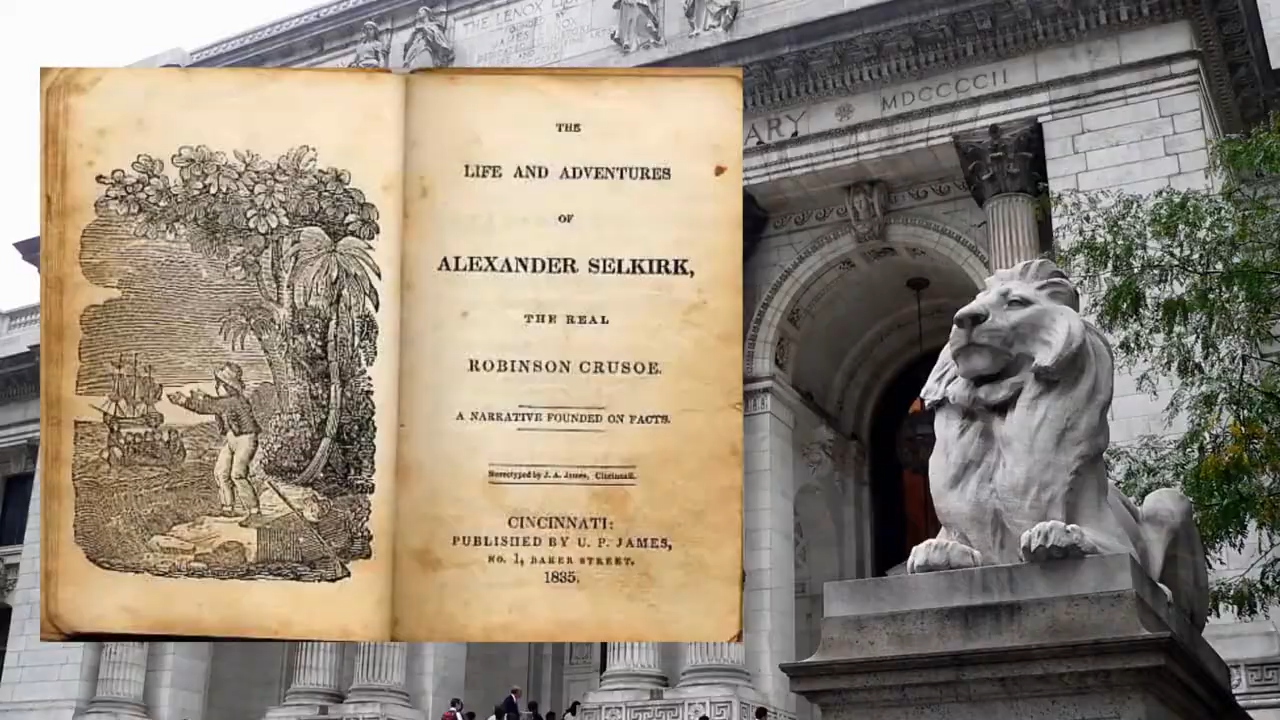 THE LENOX LI
ARY MDCCCCII
THE
LIFE AND ADVENTURES
OF
ALEXANDER SELKIRK,
THE REAL
ROBINSON CRUSOE.
A NARRATIVE FOUNDED ON FACTS.
Stereotyped by J. A. James, Cincinnati.
CINCINNATI:
PUBLISHED BY U. P. JAMES,
NO. 1, BAKER STREET.
1835.